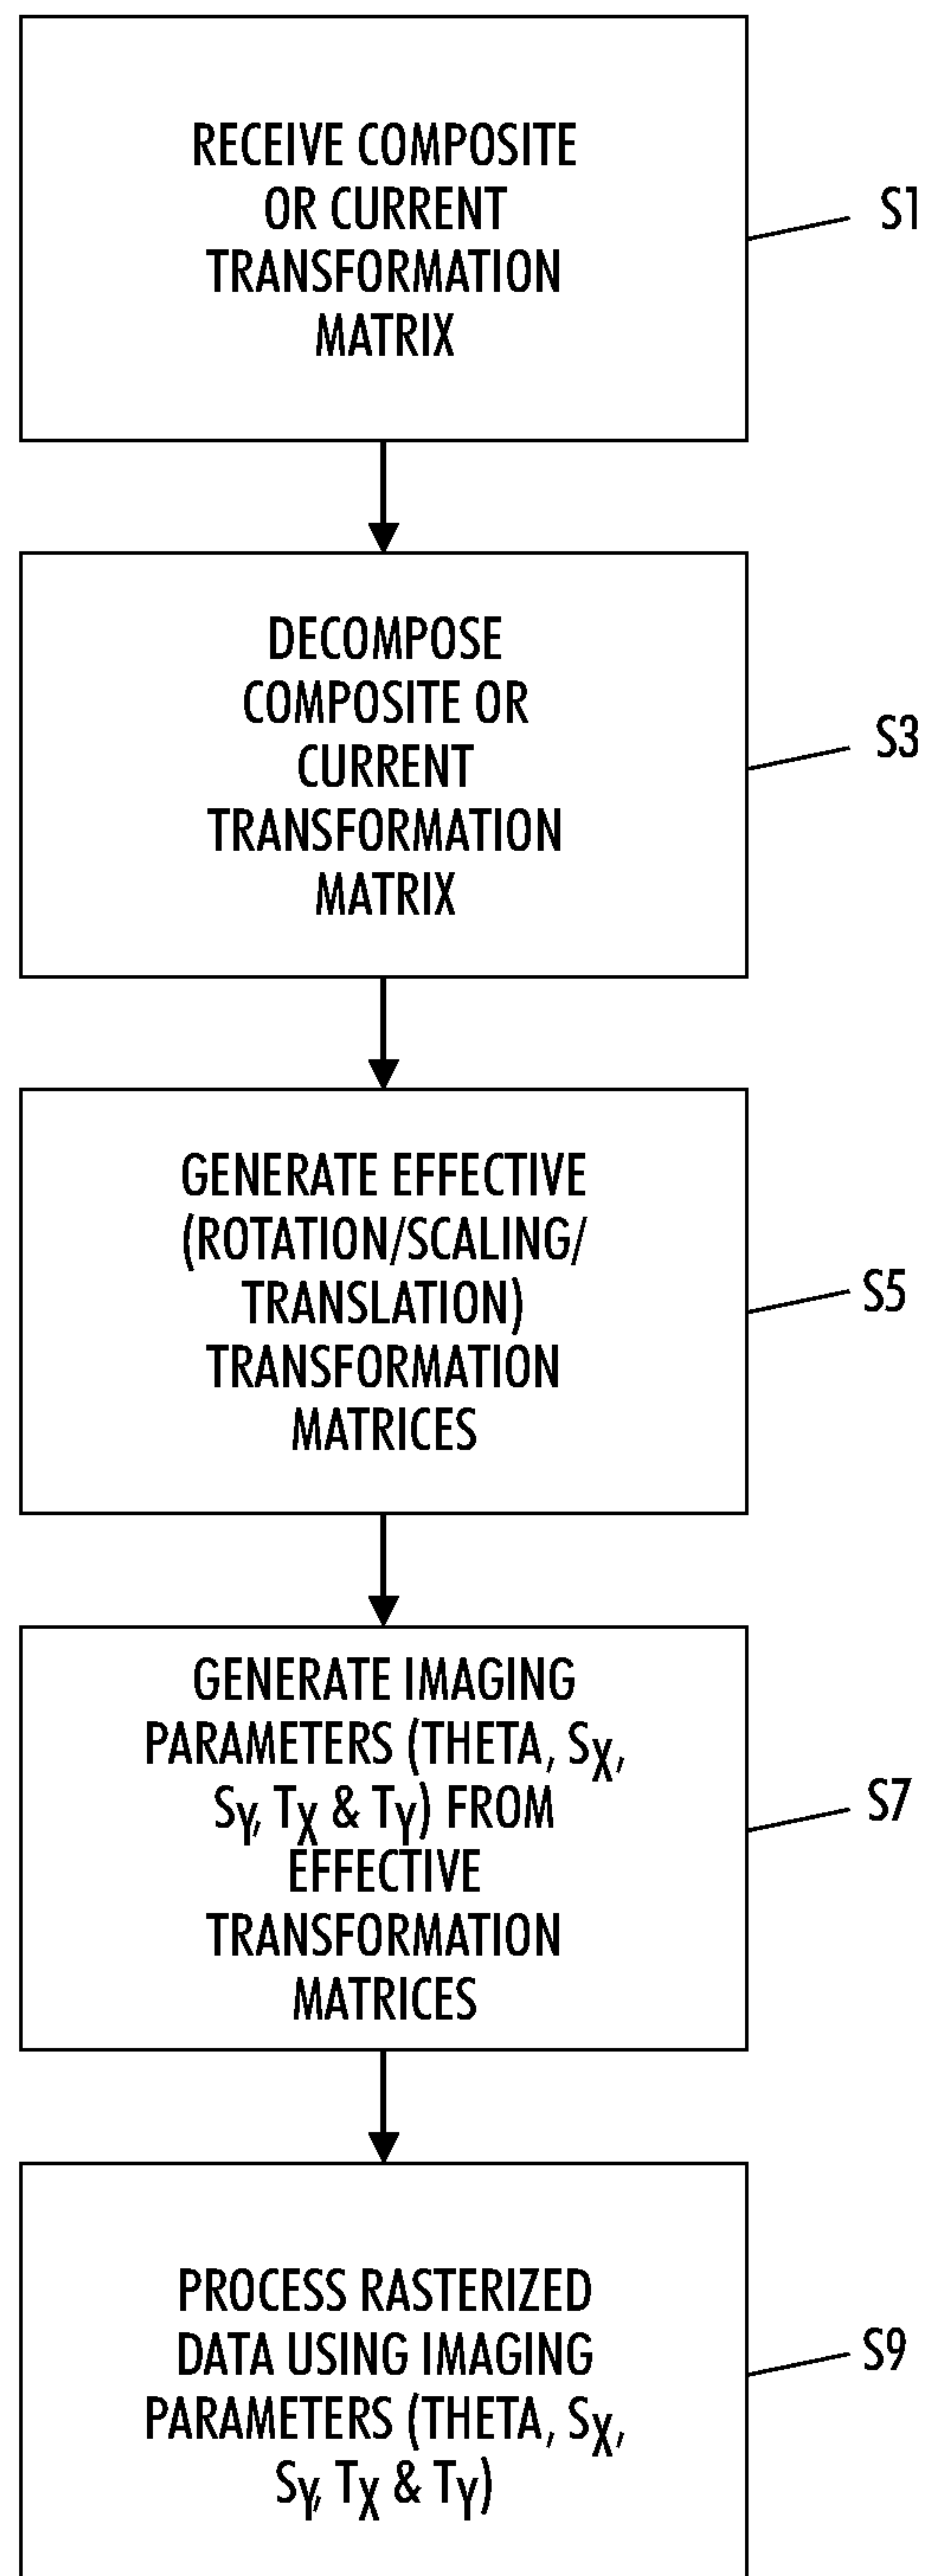 RECEIVE COMPOSITE
OR CURRENT
TRANSFORMATION
MATRIX
S1
DECOMPOSE
COMPOSITE OR
CURRENT
TRANSFORMATION
MATRIX
S3
GENERATE EFFECTIVE
(ROTATION/SCALING/
TRANSLATION)
TRANSFORMATION
MATRICES
S5
GENERATE IMAGING
PARAMETERS (THETA, SX,
SY, TX & TY) FROM
EFFECTIVE
TRANSFORMATION
MATRICES
S7
PROCESS RASTERIZED
DATA USING IMAGING
PARAMETERS (THETA, SX,
SY, TX & TY)
S9